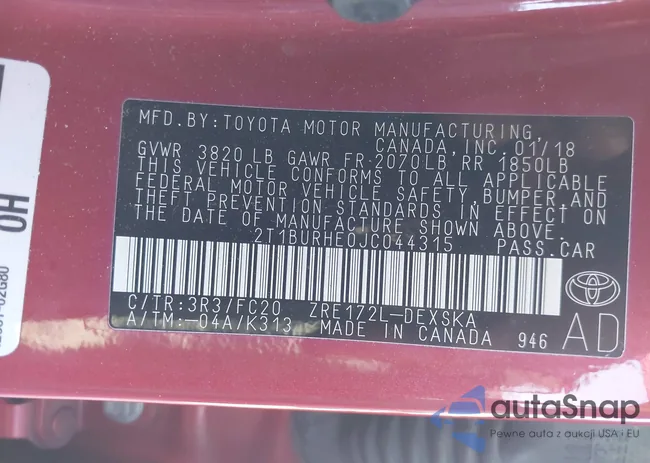 MFD.BY:TOYOTA MOTOR MANUFACTURING,
CANADA, INC. 01/18
GVWR 3820 LB GAWR FR 2070LB, RR 1850LB
THIS VEHICLE CONFORMS TO ALL APPLICABLE
FEDERAL MOTOR VEHICLE SAFETY, BUMPER, AND
THEFT PREVENTION STANDARDS IN EFFECT ON
THE DATE OF MANUFACTURE SHOWN ABOVE.
2T1BURHE0JC044315 PASS.CAR
C/TR:3R3/FC20 ZRE172L-DEXSKA
A/TM:-04A/K313 MADE IN CANADA 946 AD
OH
autaSnap
Pewne auta z aukcji USA i EU